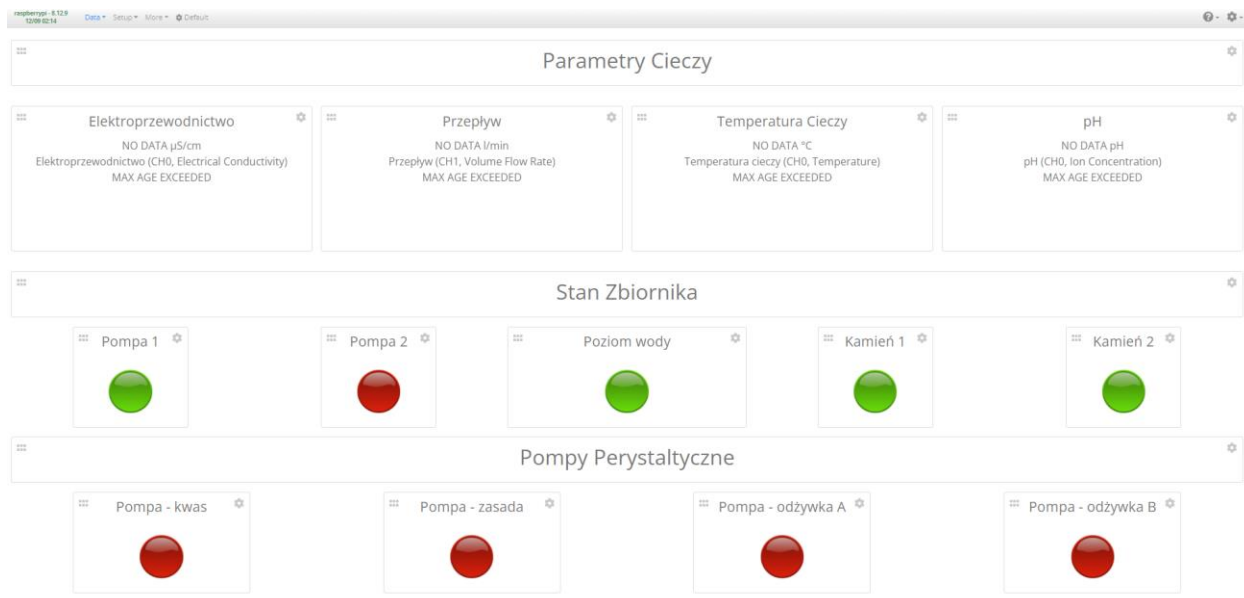 raspberrypi - 8.12.9
12/09 02:14
Data Setup More Default
Parametry Cieczy
Elektroprzewodnictwo
NO DATA µS/cm
Elektroprzewodnictwo (CH0, Electrical Conductivity)
MAX AGE EXCEEDED
Przepływ
NO DATA l/min
Przepływ (CH1, Volume Flow Rate)
MAX AGE EXCEEDED
Temperatura Cieczy
NO DATA °C
Temperatura cieczy (CH0, Temperature)
MAX AGE EXCEEDED
pH
NO DATA pH
pH (CH0, Ion Concentration)
MAX AGE EXCEEDED
Stan Zbiornika
Pompa 1
Pompa 2
Poziom wody
Kamień 1
Kamień 2
Pompy Perystaltyczne
Pompa - kwas
Pompa - zasada
Pompa - odżywka A
Pompa - odżywka B